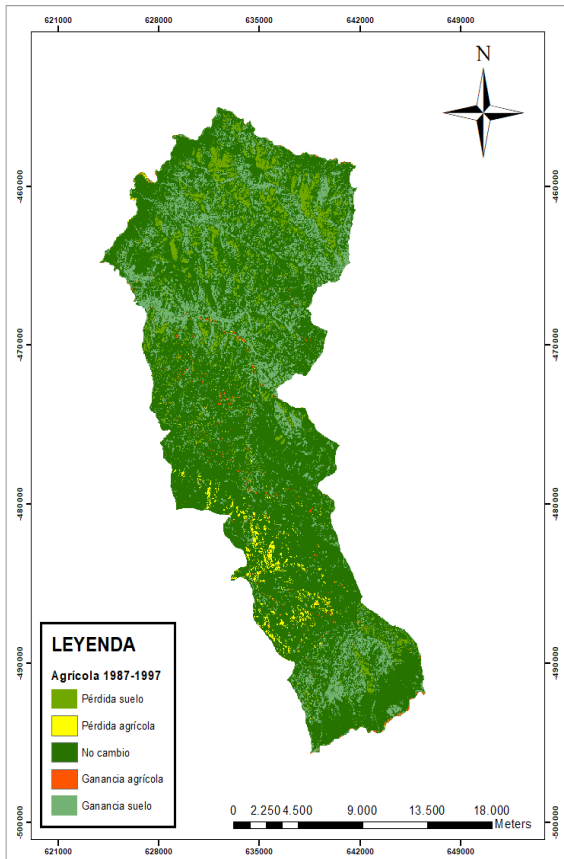 621000 628000 635000 642000 649000
N
-460000 -460000
-470000 -470000
-480000 -480000
-490000 -490000
-500000 -500000
LEYENDA
Agrícola 1987-1997
Pérdida suelo
Pérdida agrícola
No cambio
Ganancia agrícola
Ganancia suelo
0 2.250 4.500 9.000 13.500 18.000
Meters
621000 628000 635000 642000 649000